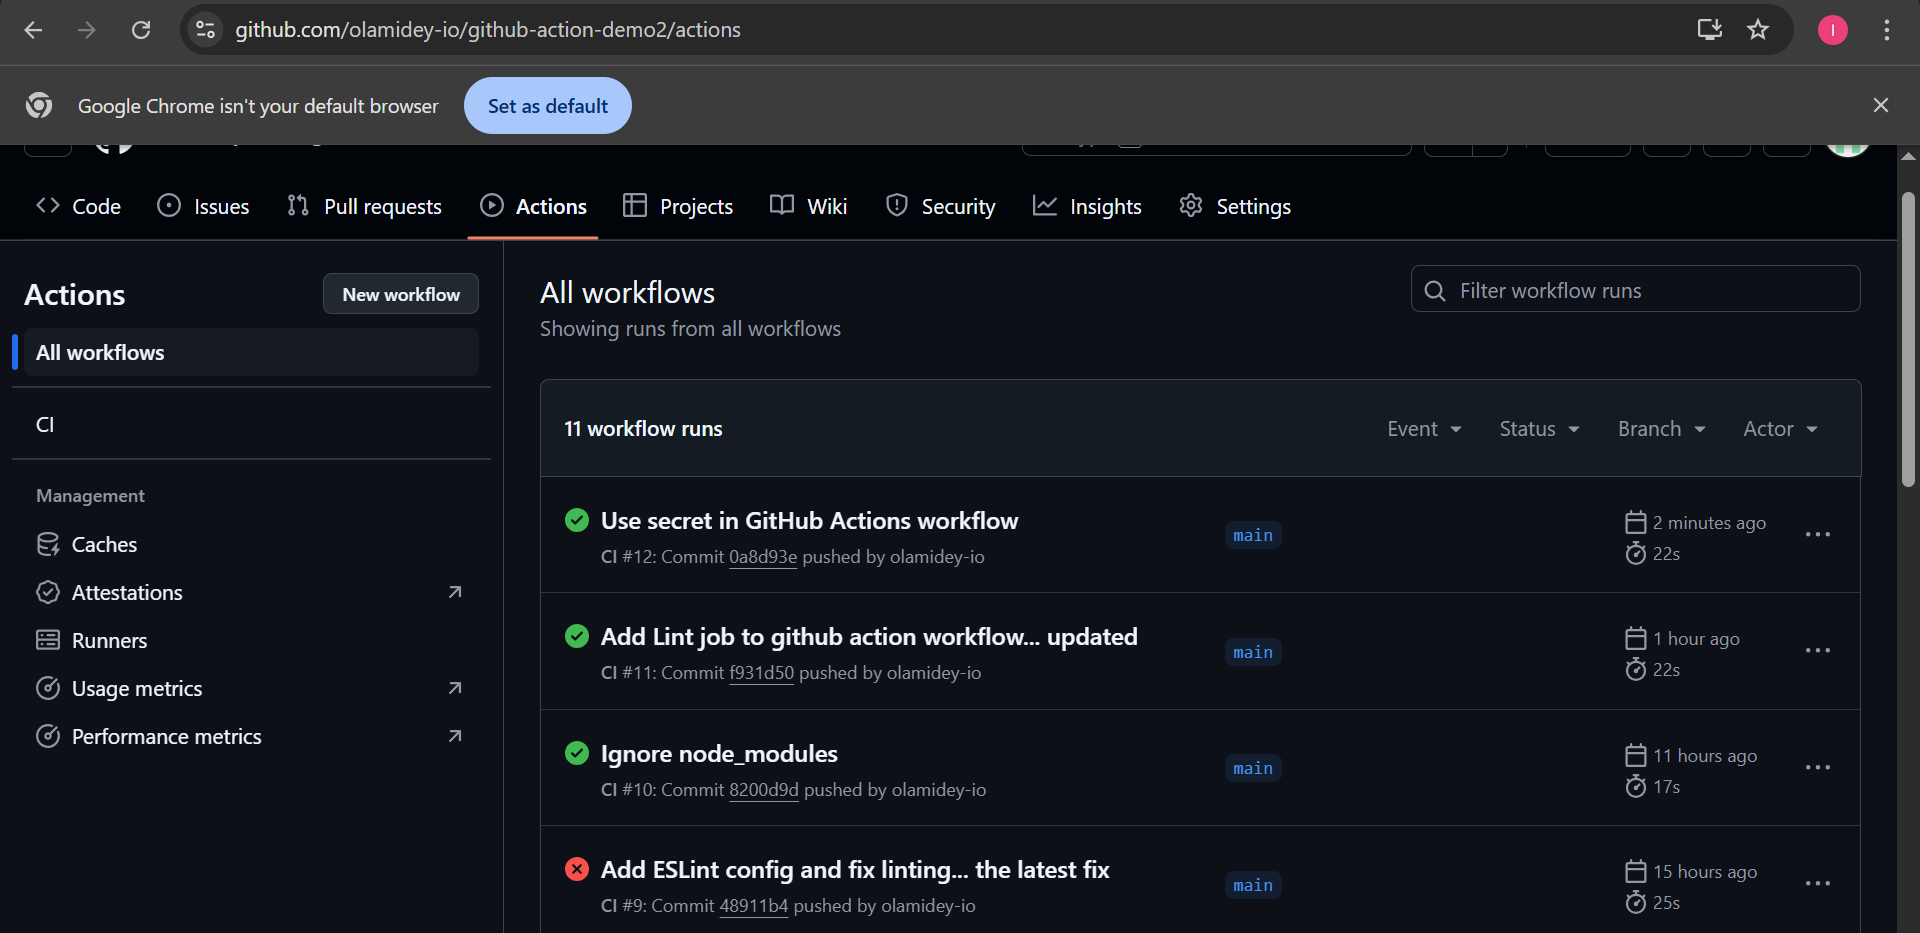 github.com/olamidey-io/github-action-demo2/actions
I
Google Chrome isn't your default browser
Set as default
Code
Issues
Pull requests
Actions
Projects
Wiki
Security
Insights
Settings
Actions
New workflow
All workflows
CI
Management
Caches
Attestations
Runners
Usage metrics
Performance metrics
All workflows
Showing runs from all workflows
Filter workflow runs
11 workflow runs
Event
Status
Branch
Actor
Use secret in GitHub Actions workflow
CI #12: Commit 0a8d93e pushed by olamidey-io
main
2 minutes ago
22s
Add Lint job to github action workflow... updated
CI #11: Commit f931d50 pushed by olamidey-io
main
1 hour ago
22s
Ignore node_modules
CI #10: Commit 8200d9d pushed by olamidey-io
main
11 hours ago
17s
Add ESLint config and fix linting... the latest fix
CI #9: Commit 48911b4 pushed by olamidey-io
main
15 hours ago
25s